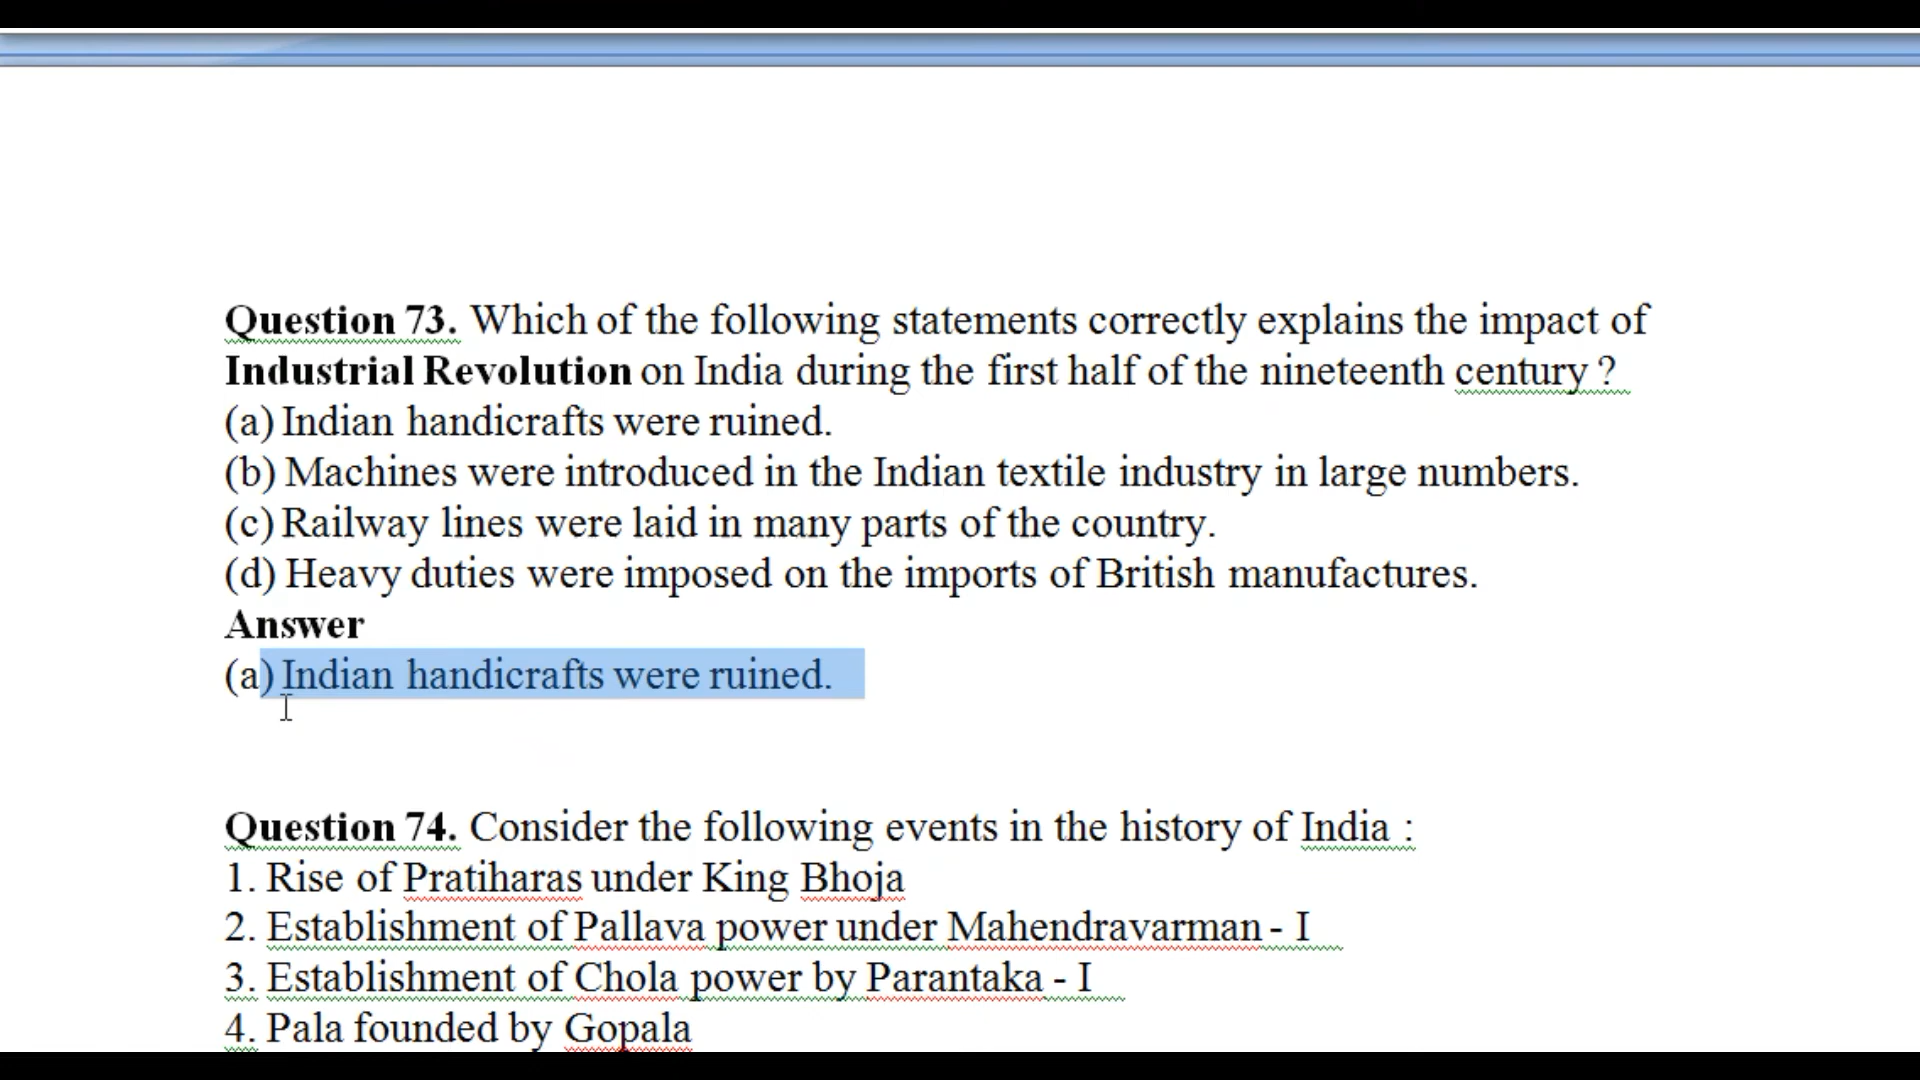 Question 73. Which of the following statements correctly explains the impact of
Industrial Revolution on India during the first half of the nineteenth century ?
(a) Indian handicrafts were ruined.
(b) Machines were introduced in the Indian textile industry in large numbers.
(c) Railway lines were laid in many parts of the country.
(d) Heavy duties were imposed on the imports of British manufactures.
Answer
(a) Indian handicrafts were ruined.
Question 74. Consider the following events in the history of India :
1. Rise of Pratiharas under King Bhoja
2. Establishment of Pallava power under Mahendravarman - I
3. Establishment of Chola power by Parantaka - I
4. Pala founded by Gopala